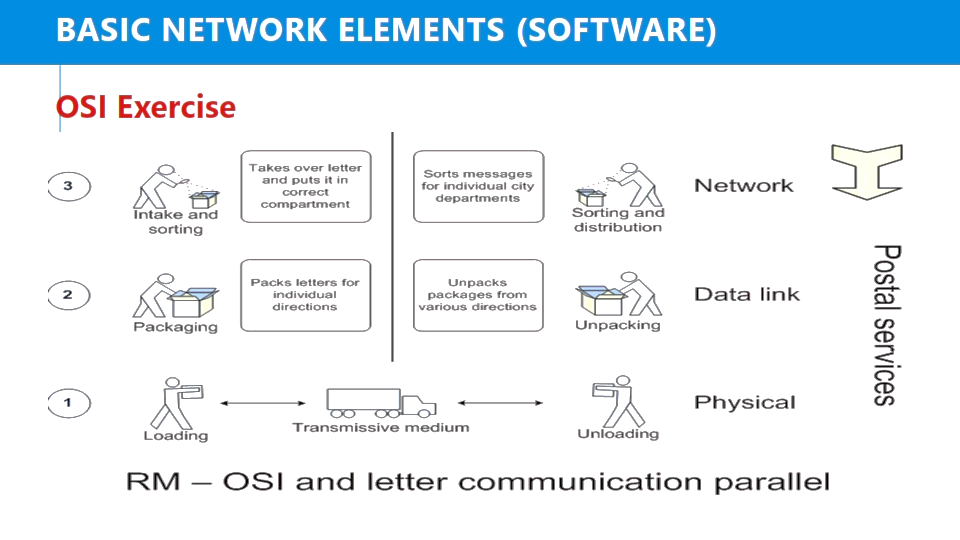 BASIC NETWORK ELEMENTS (SOFTWARE)
OSI Exercise
3
Intake and
sorting
Takes over letter
and puts it in
correct
compartment
Sorts messages
for individual city
departments
Sorting and
distribution
Network
2
Packaging
Packs letters for
individual
directions
Unpacks
packages from
various directions
Unpacking
Data link
1
Loading
Transmissive medium
Unloading
Physical
Postal services
RM – OSI and letter communication parallel